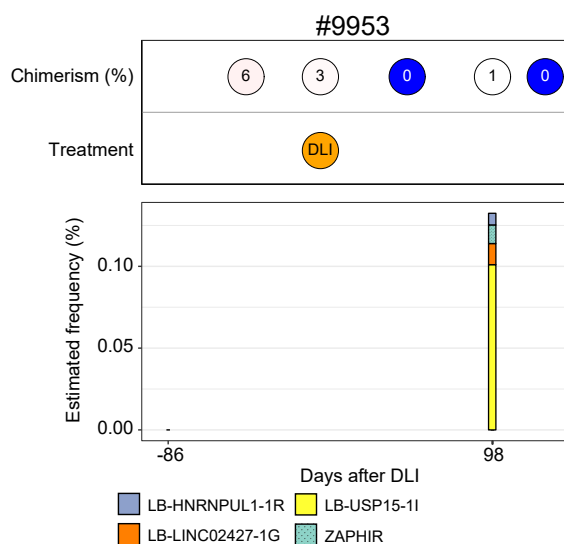 #9953
Chimerism (%) 6 3 0 1 0
Treatment DLI
Estimated frequency (%)
0.10
0.05
0.00
-86 98
Days after DLI
LB-HNRNPUL1-1R LB-USP15-1I
LB-LINC02427-1G ZAPHIR